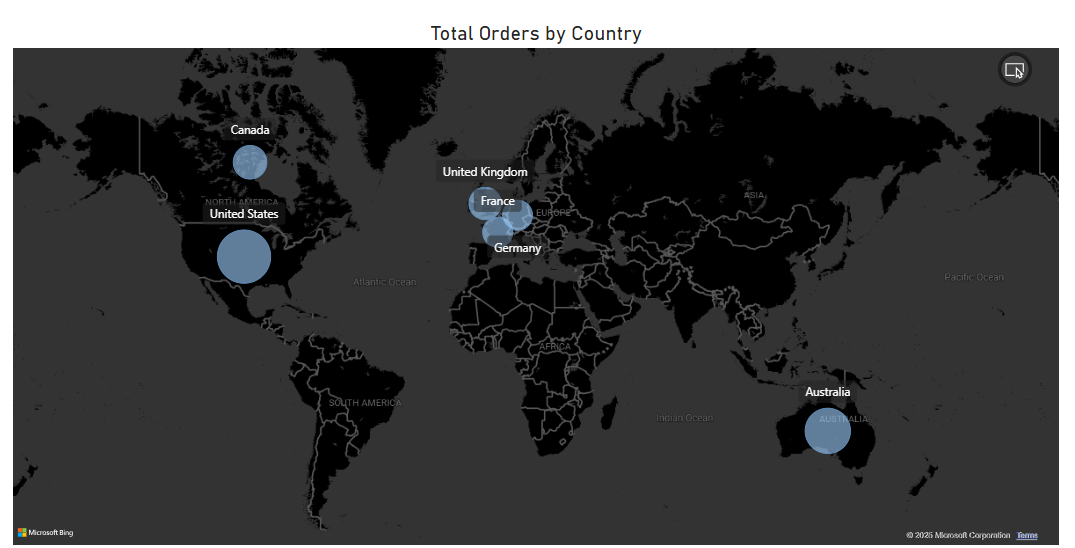 Total Orders by Country
Canada
United Kingdom
NORTH AMERICA
France
ASIA
United States
EUROPE
Germany
Atlantic Ocean
Pacific Ocean
AFRICA
Australia
SOUTH AMERICA
Indian Ocean
AUSTRALIA
Microsoft Bing
© 2025 Microsoft Corporation Terms